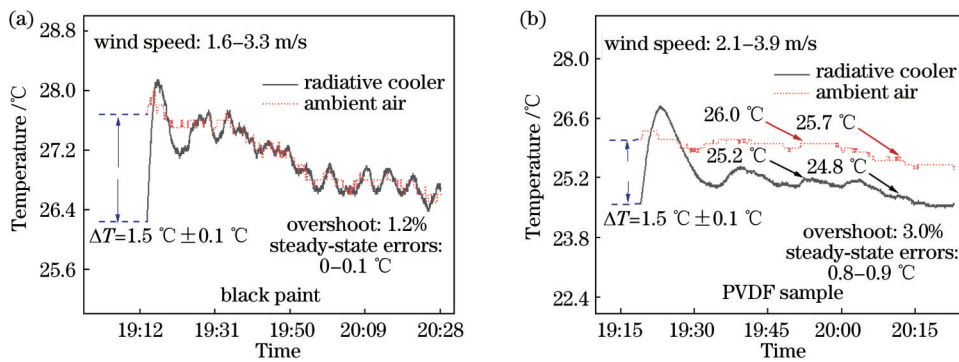 (a)
28.8
28.0
27.2
26.4
25.6
Temperature /℃
wind speed: 1.6–3.3 m/s
radiative cooler
ambient air
ΔT=1.5 ℃ ±0.1 ℃
overshoot: 1.2%
steady-state errors:
0–0.1 ℃
black paint
19:12 19:31 19:50 20:09 20:28
Time
(b)
28.0
26.6
25.2
23.8
22.4
Temperature /℃
wind speed: 2.1–3.9 m/s
radiative cooler
ambient air
26.0 ℃ 25.7 ℃
25.2 ℃ 24.8 ℃
ΔT=1.5 ℃ ±0.1 ℃
overshoot: 3.0%
steady-state errors:
0.8–0.9 ℃
PVDF sample
19:15 19:30 19:45 20:00 20:15
Time